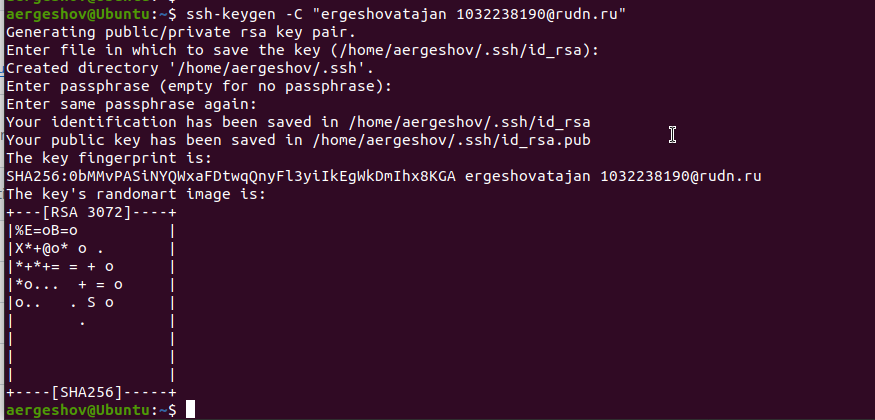 aergeshov@Ubuntu:~$ ssh-keygen -C "ergeshovatajan 1032238190@rudn.ru"
Generating public/private rsa key pair.
Enter file in which to save the key (/home/aergeshov/.ssh/id_rsa):
Created directory '/home/aergeshov/.ssh'.
Enter passphrase (empty for no passphrase):
Enter same passphrase again:
Your identification has been saved in /home/aergeshov/.ssh/id_rsa
Your public key has been saved in /home/aergeshov/.ssh/id_rsa.pub
The key fingerprint is:
SHA256:0bMMvPASiNYQWxaFDtwqQnyFl3yiIkEgWkDmIhx8KGA ergeshovatajan 1032238190@rudn.ru
The key's randomart image is:
+---[RSA 3072]----+
|%E=oB=o          |
|X*+@o* o .       |
|*+*+= = + o      |
|*o...  + = o     |
|o..   . S o      |
|       .         |
|                 |
|                 |
|                 |
+----[SHA256]-----+
aergeshov@Ubuntu:~$